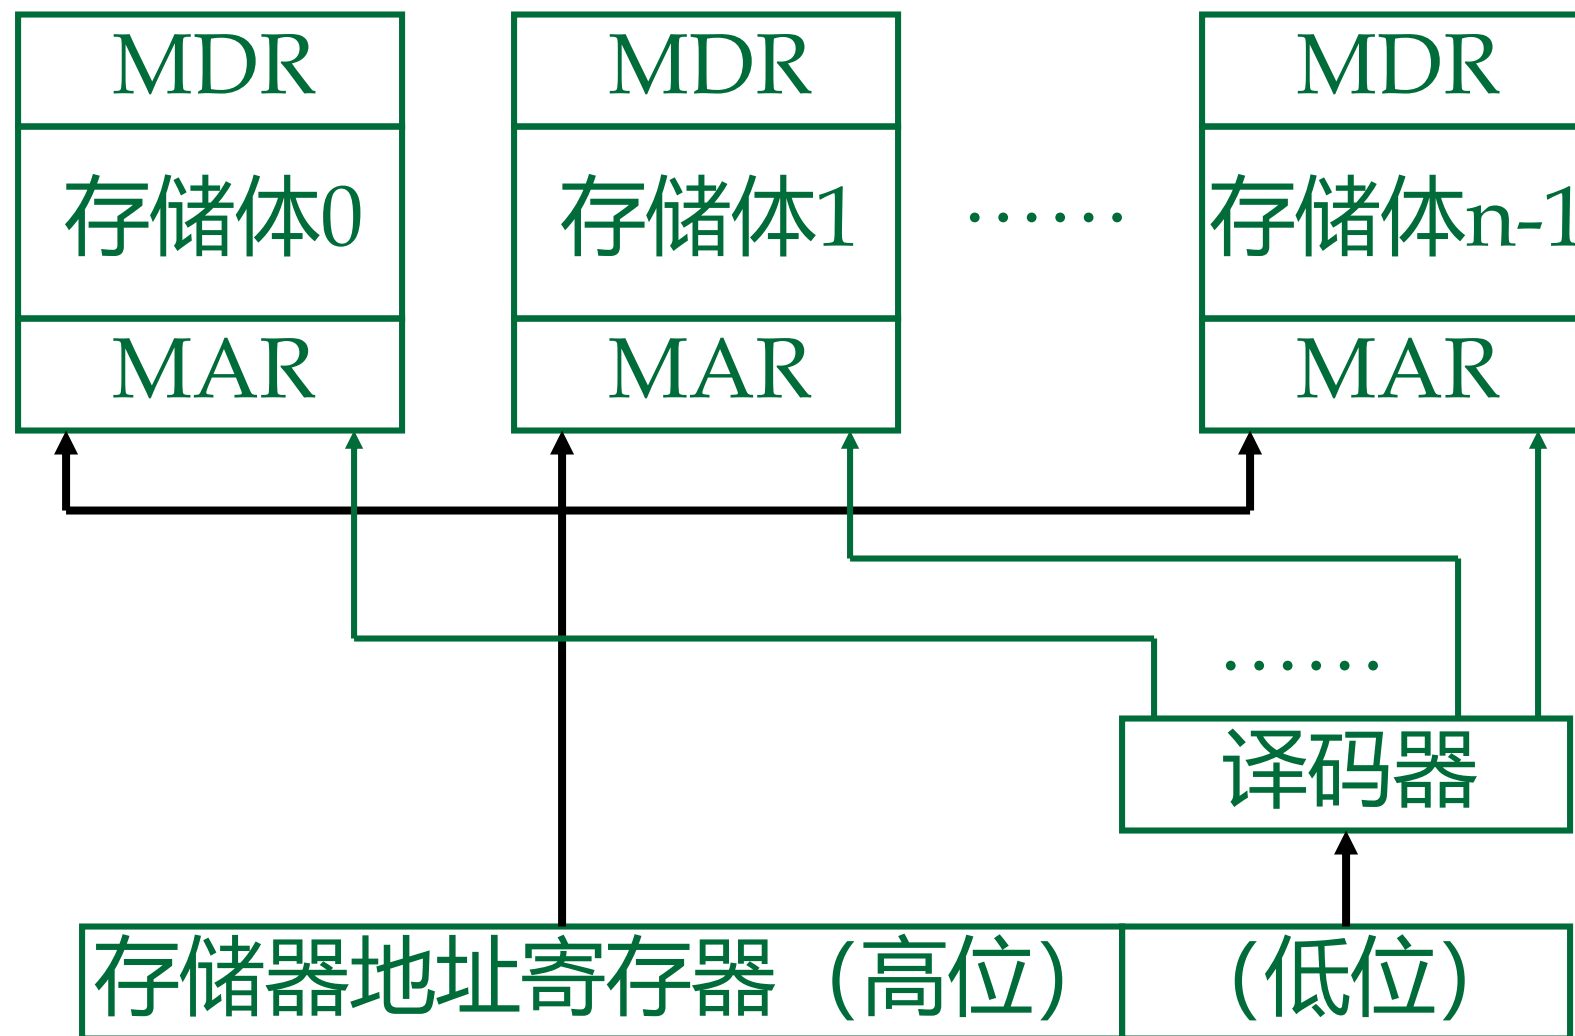 MDR MDR MDR
存储体0 存储体1 …… 存储体n-1
MAR MAR MAR
……
译码器
存储器地址寄存器（高位） （低位）